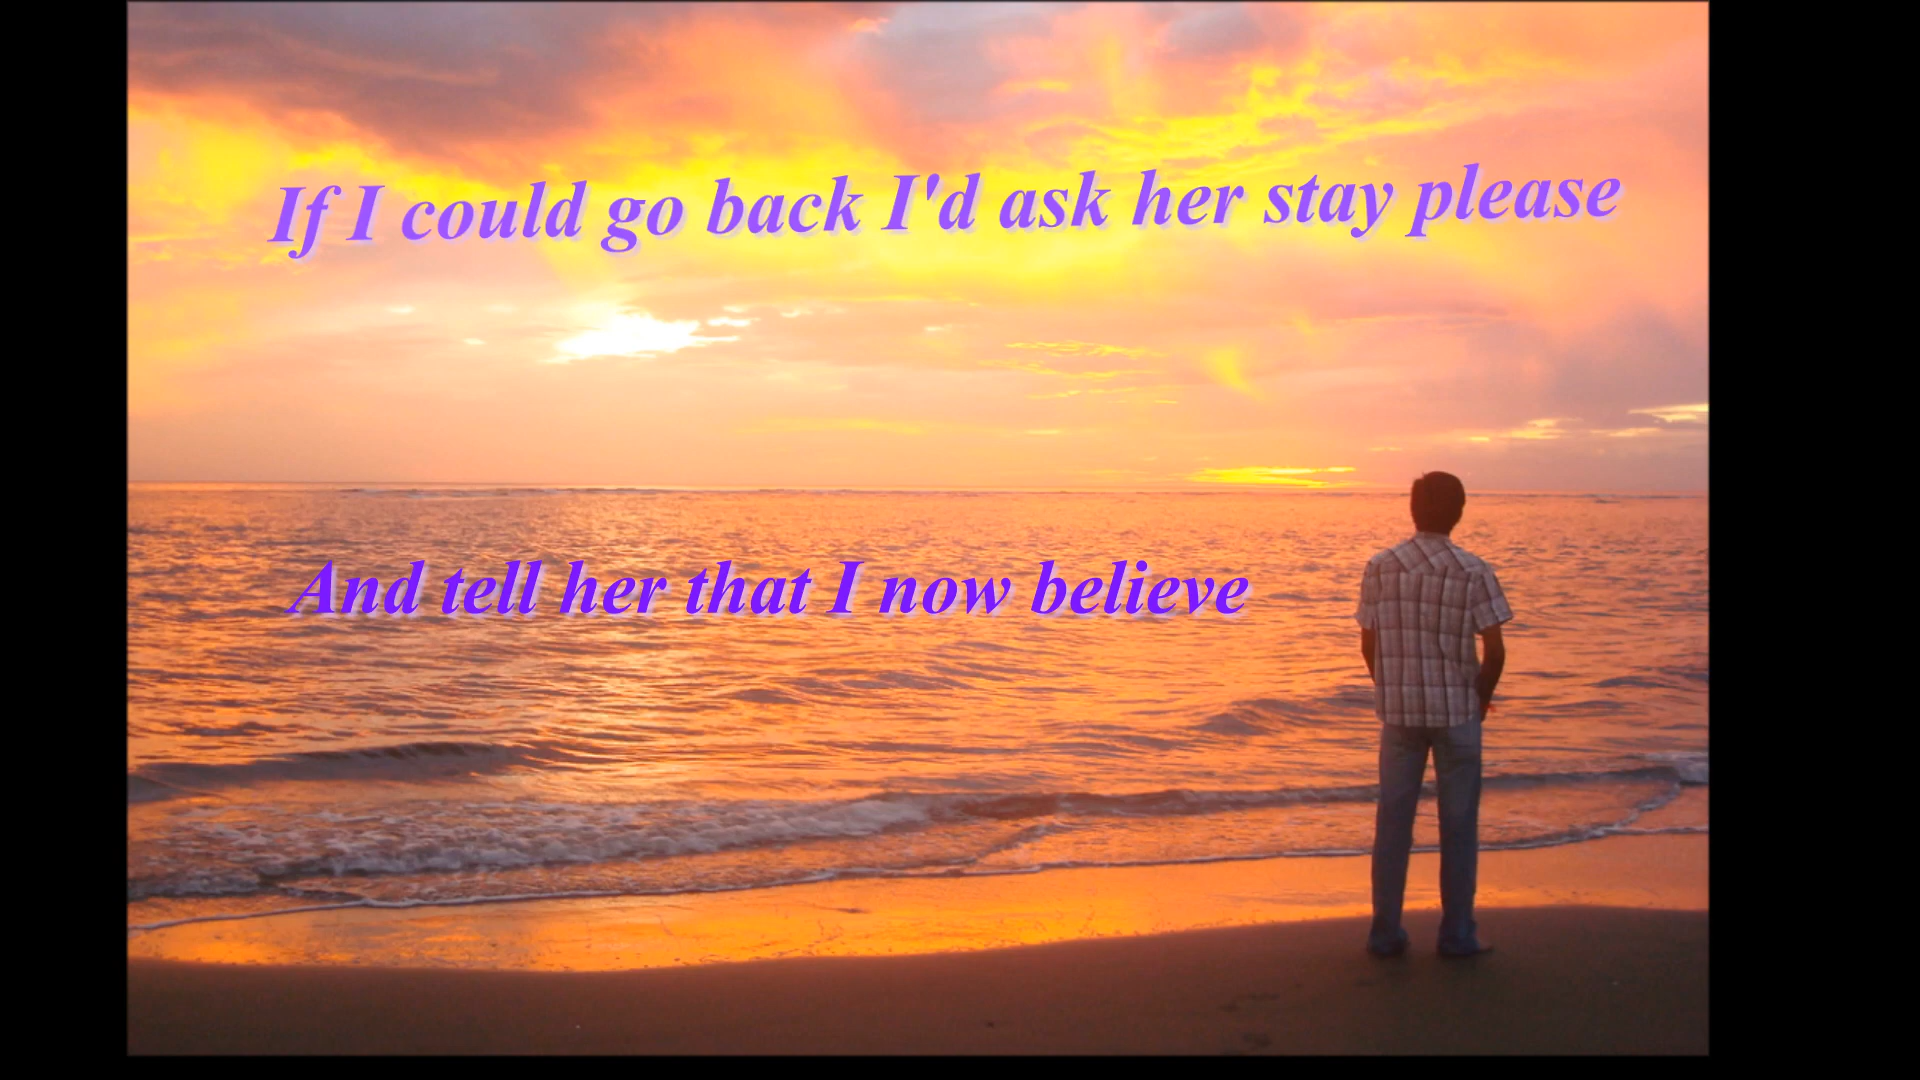 If I could go back I'd ask her stay please
And tell her that I now believe